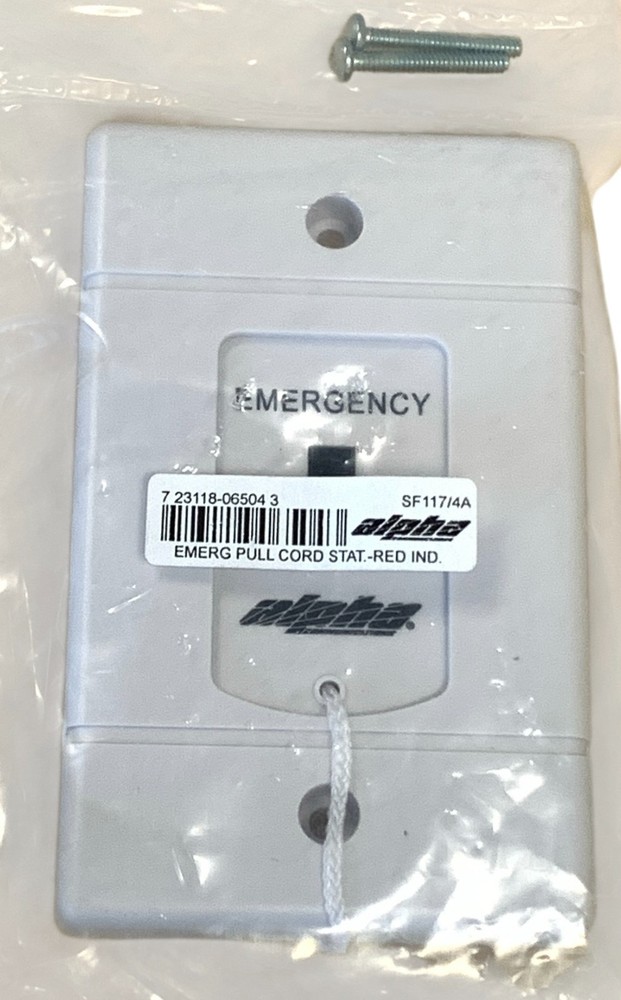 EMERGENCY
7 23118-06504 3 SF117/4A
alpha
EMERG PULL CORD STAT.-RED IND.
alpha®